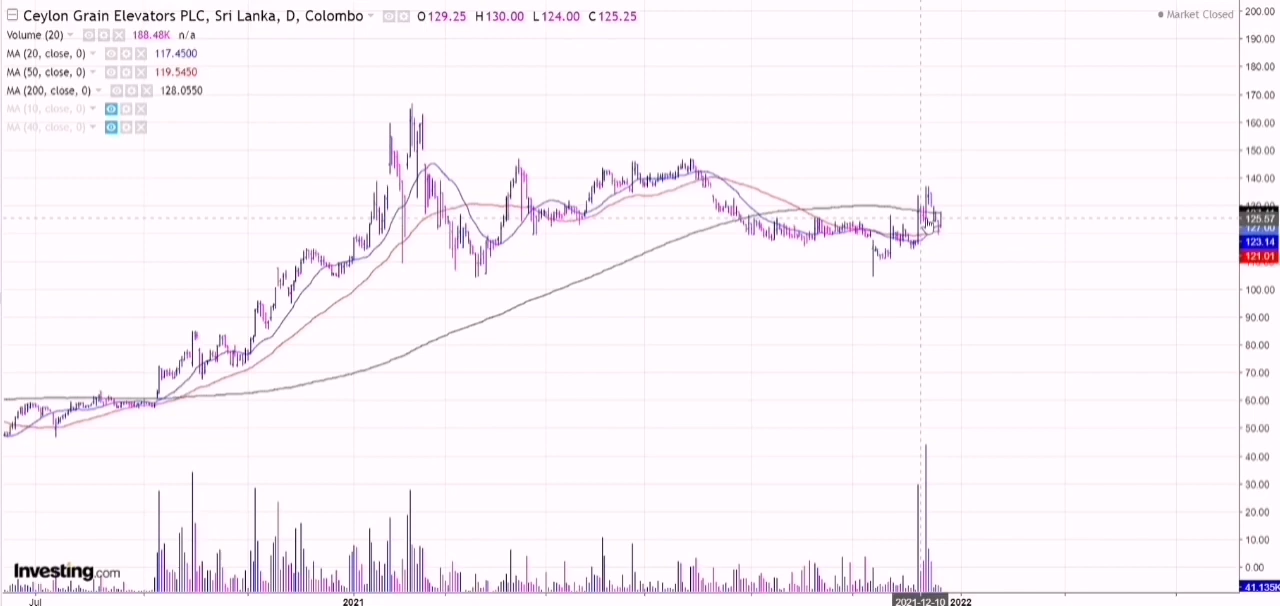 Ceylon Grain Elevators PLC, Sri Lanka, D, Colombo O129.25 H130.00 L124.00 C125.25
Market Closed
Volume (20) 188.48K n/a
MA (20, close, 0) 117.4500
MA (50, close, 0) 119.5450
MA (200, close, 0) 128.0550
MA (10, close, 0)
MA (40, close, 0)
200.00
190.00
180.00
170.00
160.00
150.00
140.00
125.57
127.00
123.14
121.01
100.00
90.00
80.00
70.00
60.00
50.00
40.00
30.00
20.00
10.00
0.00
41.135K
Investing.com
Jul 2021 2021-12-10 2022